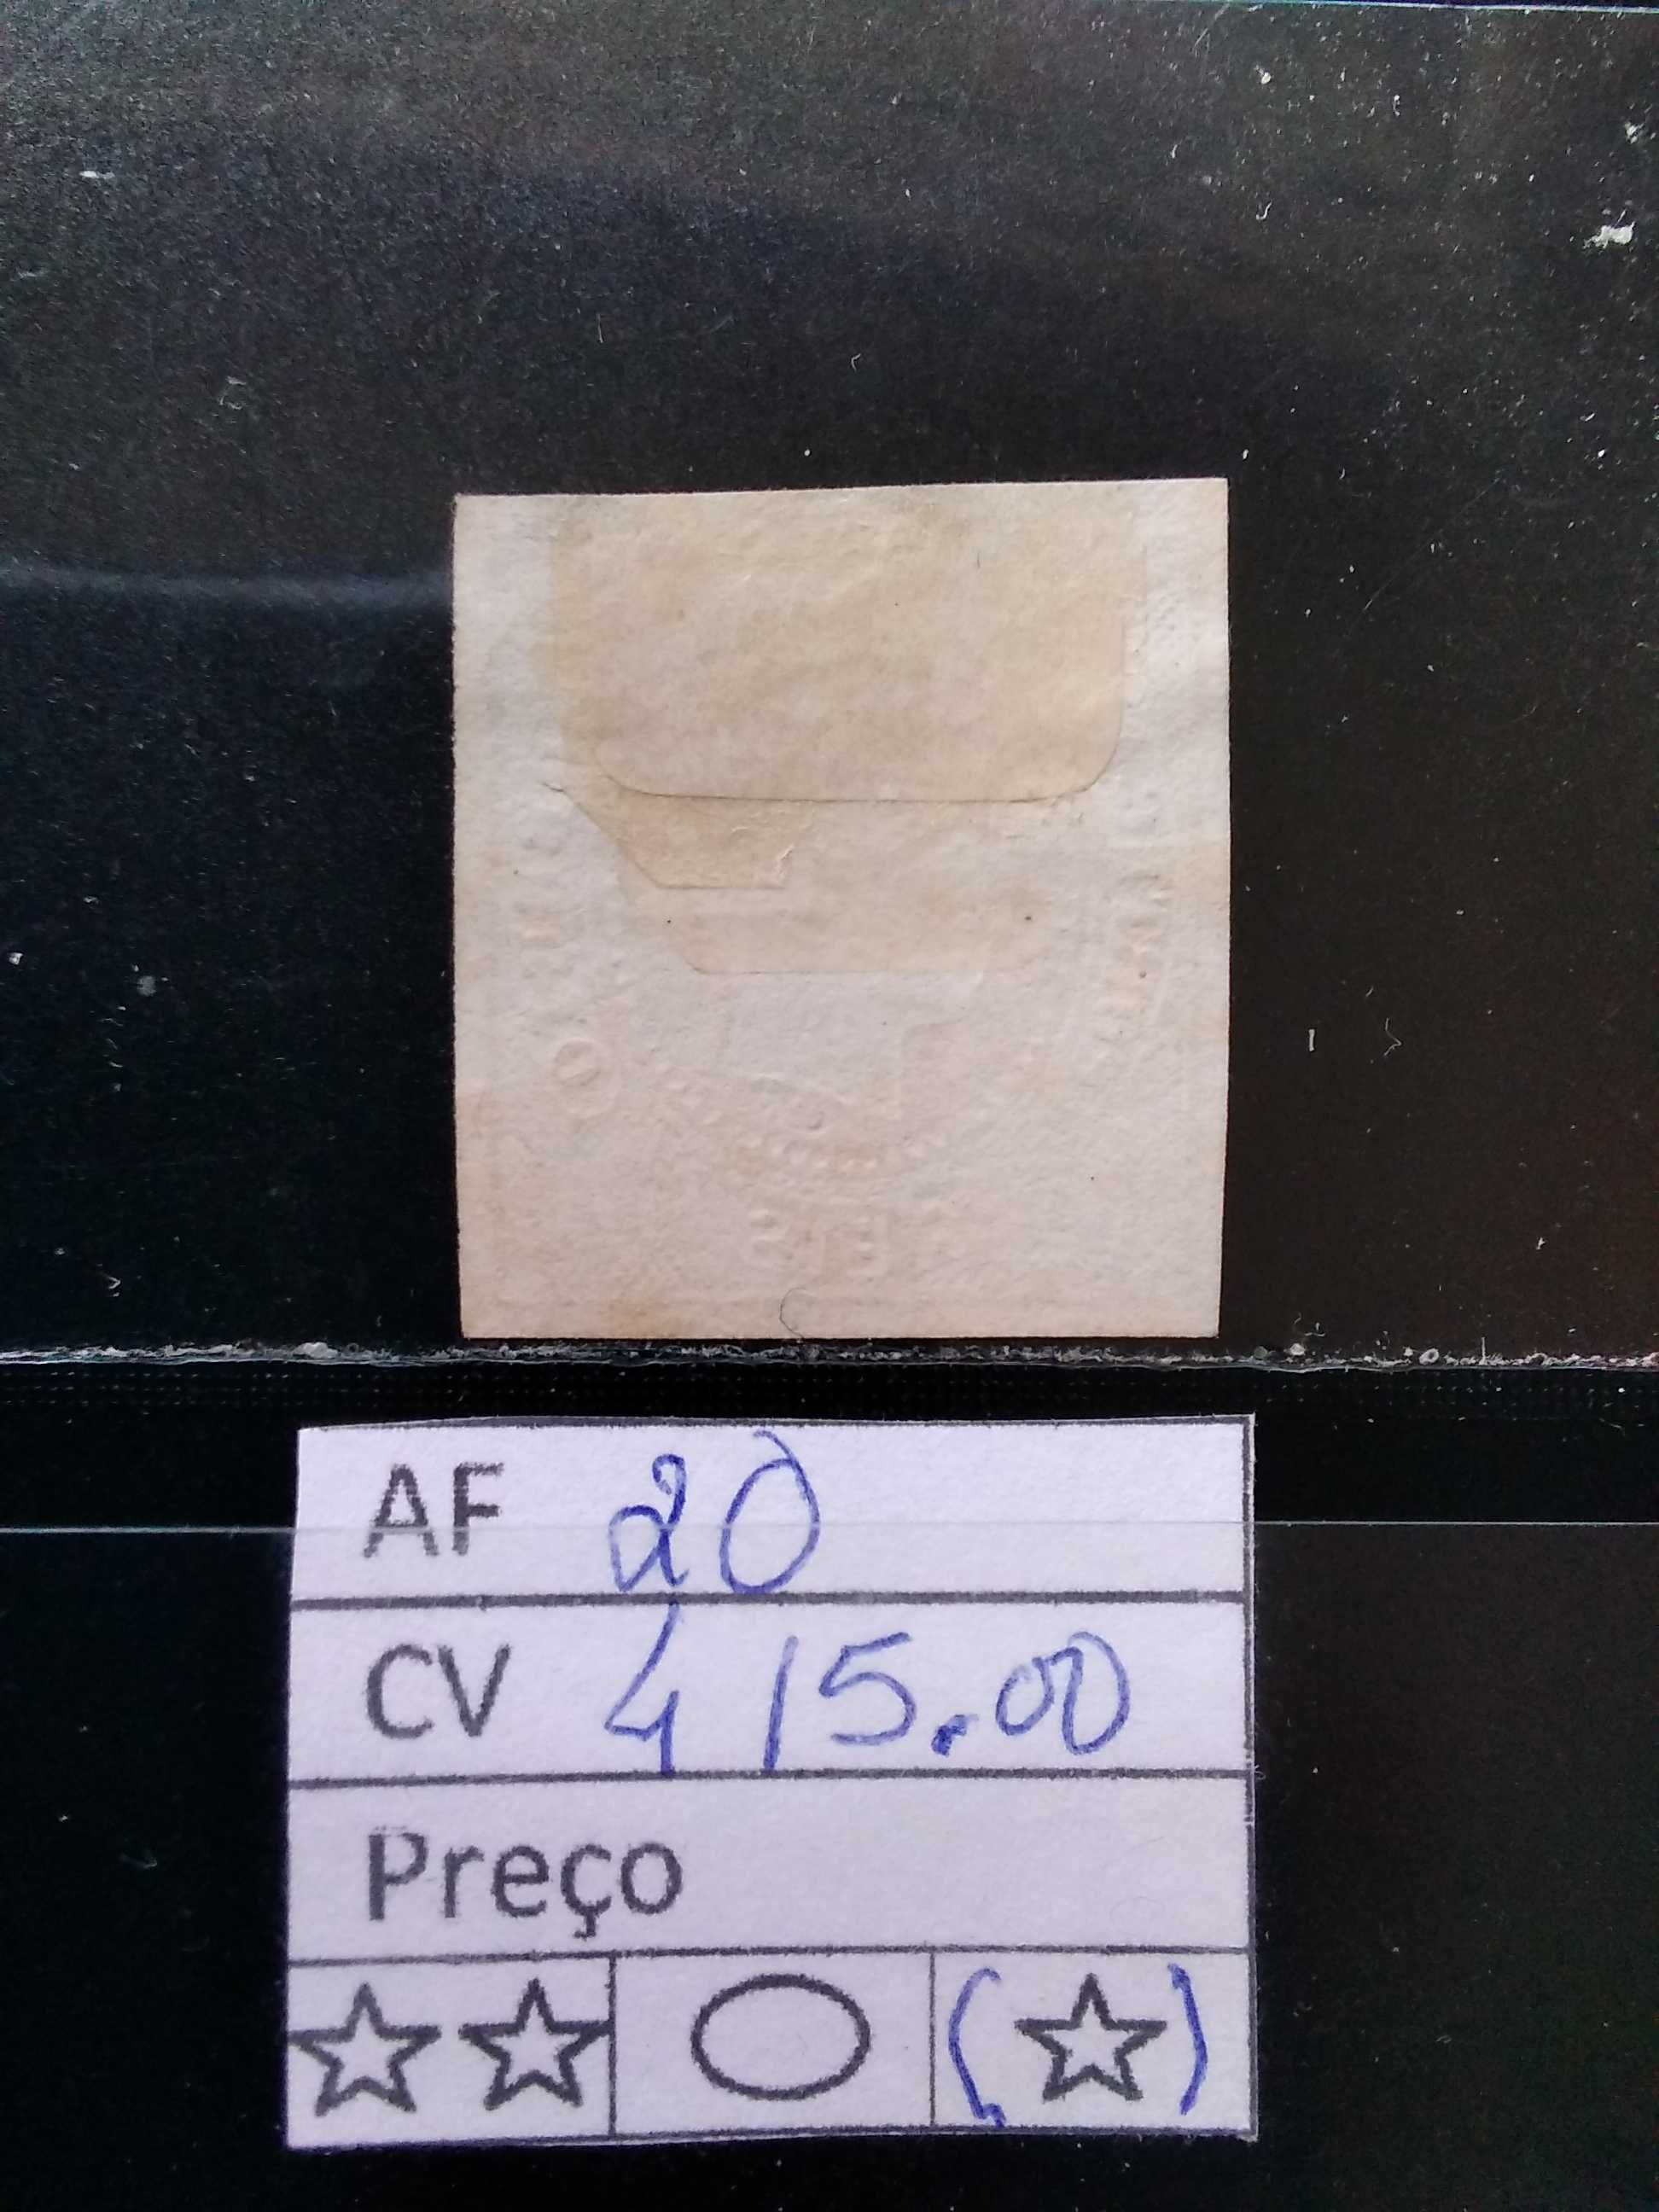 AF 20
CV 415.00
Preço
☆ ☆ ( ☆ )